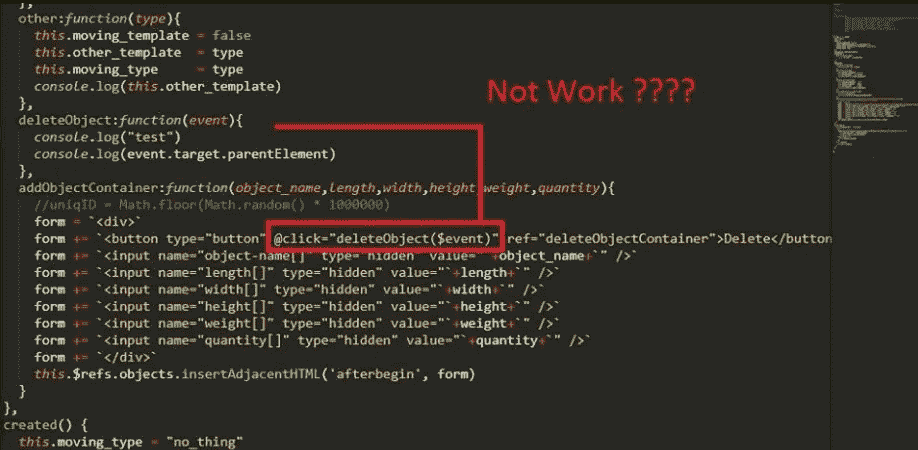 },
other:function(type){
this.moving_template = false
this.other_template = type
this.moving_type = type
console.log(this.other_template)
},
Not Work ????
deleteObject:function(event){
console.log("test")
console.log(event.target.parentElement)
},
addObjectContainer:function(object_name,length,width,height,weight,quantity){
//uniqID = Math.floor(Math.random() * 1000000)
form = `<div>`
form += `<button type="button" @click="deleteObject($event)" ref="deleteObjectContainer">Delete</button
form += `<input name="object-name[]" type="hidden" value="`+object_name+`" />`
form += `<input name="length[]" type="hidden" value="`+length+`" />`
form += `<input name="width[]" type="hidden" value="`+width+`" />`
form += `<input name="height[]" type="hidden" value="`+height+`" />`
form += `<input name="weight[]" type="hidden" value="`+weight+`" />`
form += `<input name="quantity[]" type="hidden" value="`+quantity+`" />`
form += `</div>`
this.$refs.objects.insertAdjacentHTML('afterbegin', form)
}
},
created() {
this.moving_type = "no_thing"